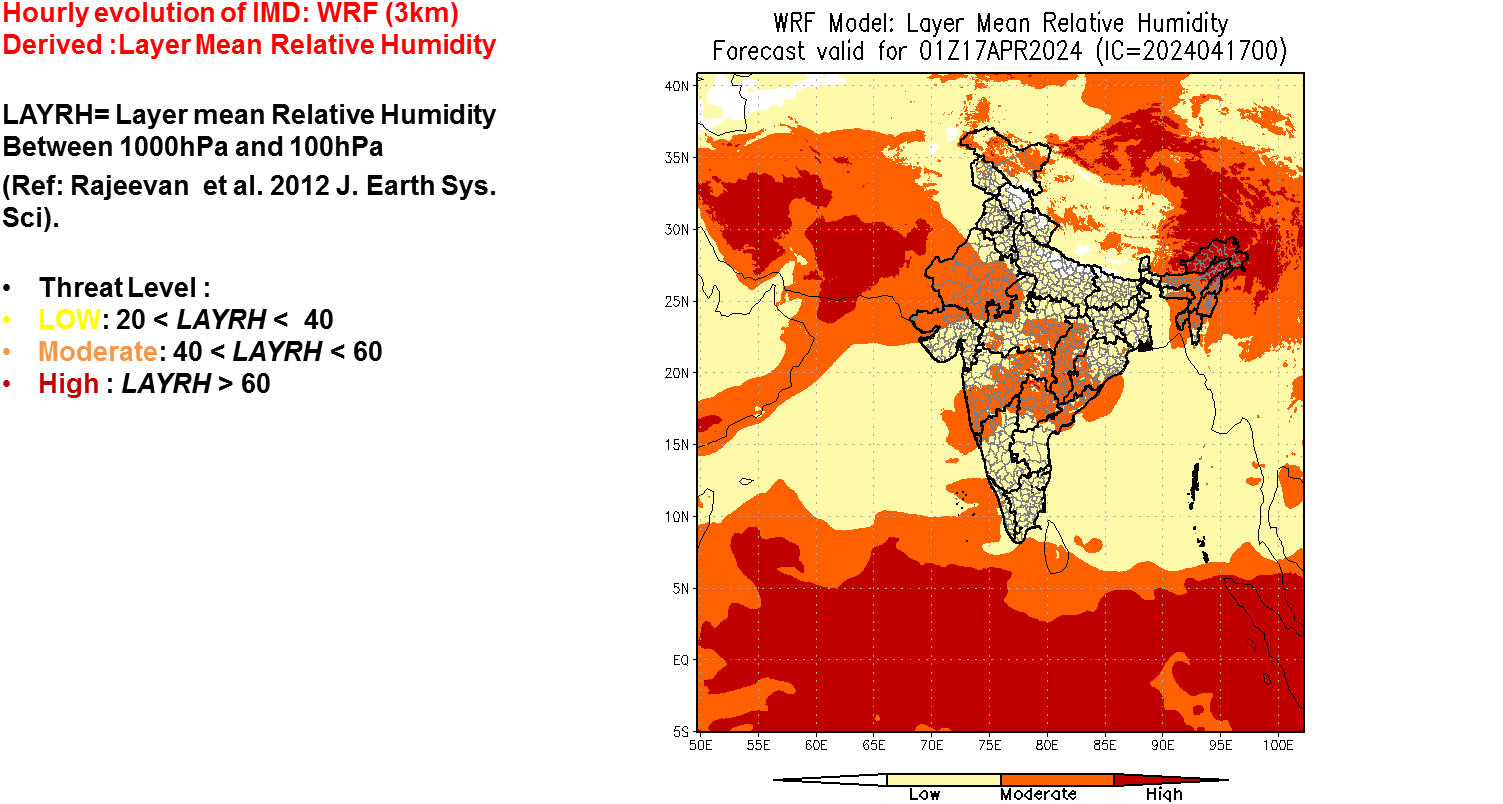 Hourly evolution of IMD: WRF (3km)
Derived :Layer Mean Relative Humidity
LAYRH= Layer mean Relative Humidity
Between 1000hPa and 100hPa
(Ref: Rajeevan et al. 2012 J. Earth Sys.
Sci).
• Threat Level :
• LOW: 20 < LAYRH < 40
• Moderate: 40 < LAYRH < 60
• High : LAYRH > 60
WRF Model: Layer Mean Relative Humidity
Forecast valid for 01Z17APR2024 (IC=2024041700)
40N
35N
30N
25N
20N
15N
10N
5N
EQ
5S
50E 55E 60E 65E 70E 75E 80E 85E 90E 95E 100E
Low Moderate High